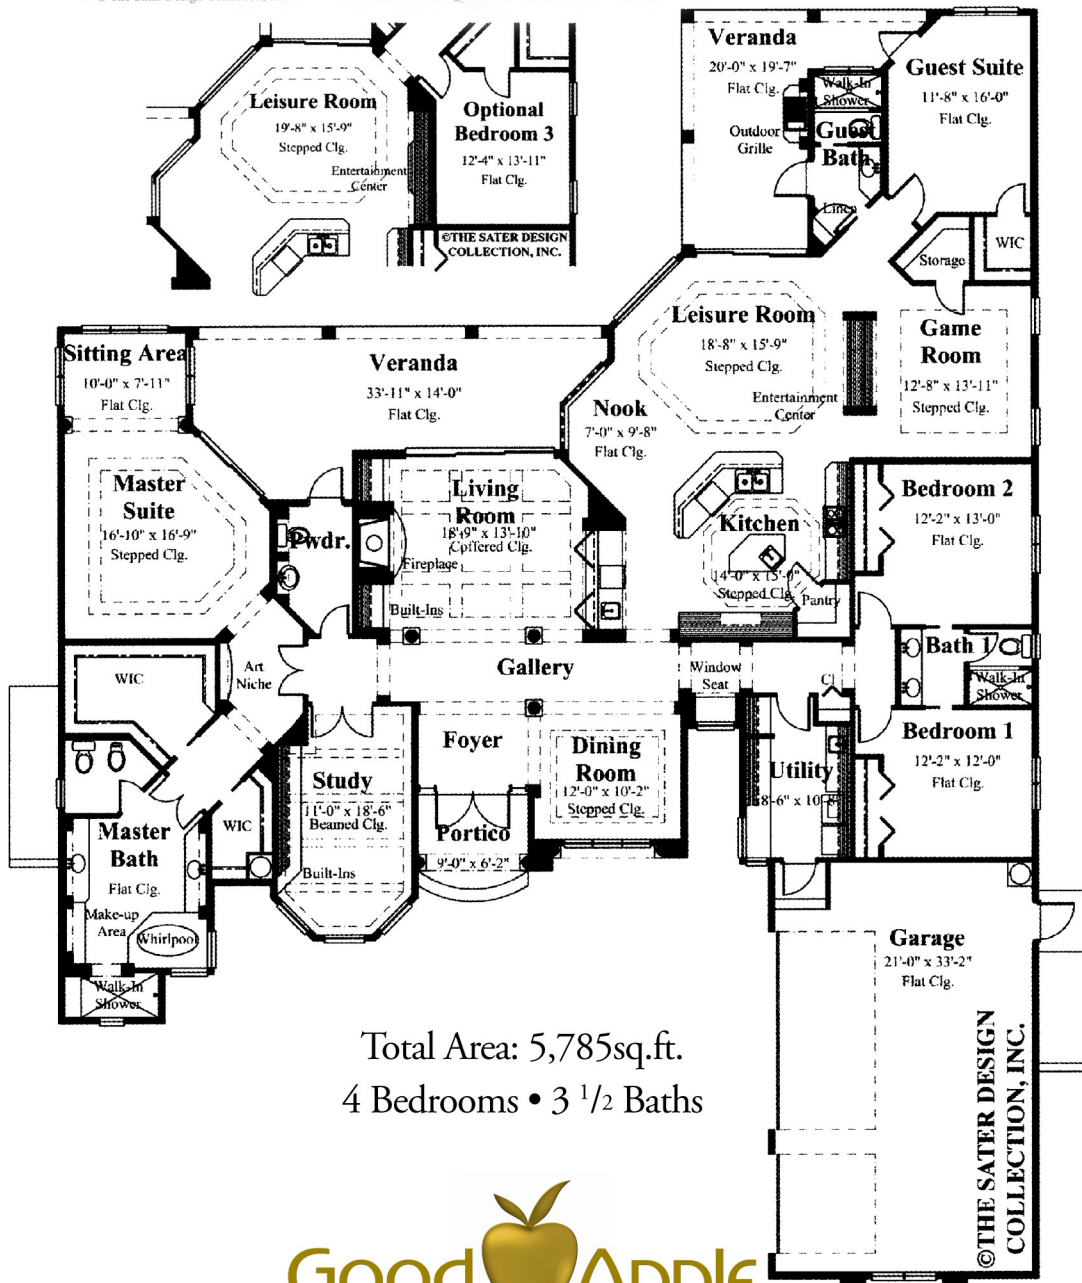 Leisure Room
19'-8" x 15'-9"
Stepped Clg.
Entertainment
Center
Optional
Bedroom 3
12'-4" x 13'-11"
Flat Clg.
©THE SATER DESIGN
COLLECTION, INC.
Veranda
20'-0" x 19'-7"
Flat Clg.
Outdoor
Grille
Walk-In
Shower
Guest
Bath
Linen
Guest Suite
11'-8" x 16'-0"
Flat Clg.
WIC
Storage
Leisure Room
18'-8" x 15'-9"
Stepped Clg.
Entertainment
Center
Game
Room
12'-8" x 13'-11"
Stepped Clg.
Sitting Area
10'-0" x 7'-11"
Flat Clg.
Veranda
33'-11" x 14'-0"
Flat Clg.
Nook
7'-0" x 9'-8"
Flat Clg.
Master
Suite
16'-10" x 16'-9"
Stepped Clg.
Pwdr.
Living
Room
18'-9" x 13'-10"
Coffered Clg.
Fireplace
Built-Ins
Kitchen
14'-0" x 15'-0"
Stepped Clg.
Pantry
Bedroom 2
12'-2" x 13'-0"
Flat Clg.
Bath 1
Walk-In
Shower
WIC
Art
Niche
Gallery
Window
Seat
Foyer
Dining
Room
12'-0" x 10'-2"
Stepped Clg.
Study
11'-0" x 18'-6"
Beamed Clg.
Built-Ins
Portico
9'-0" x 6'-2"
Utility
Bedroom 1
12'-2" x 12'-0"
Flat Clg.
WIC
Master
Bath
Flat Clg.
Make-up
Area
Whirlpool
Walk-In
Shower
Garage
21'-0" x 33'-2"
Flat Clg.
©THE SATER DESIGN
COLLECTION, INC.
Total Area: 5,785sq.ft.
4 Bedrooms • 3 1/2 Baths
Good Apple